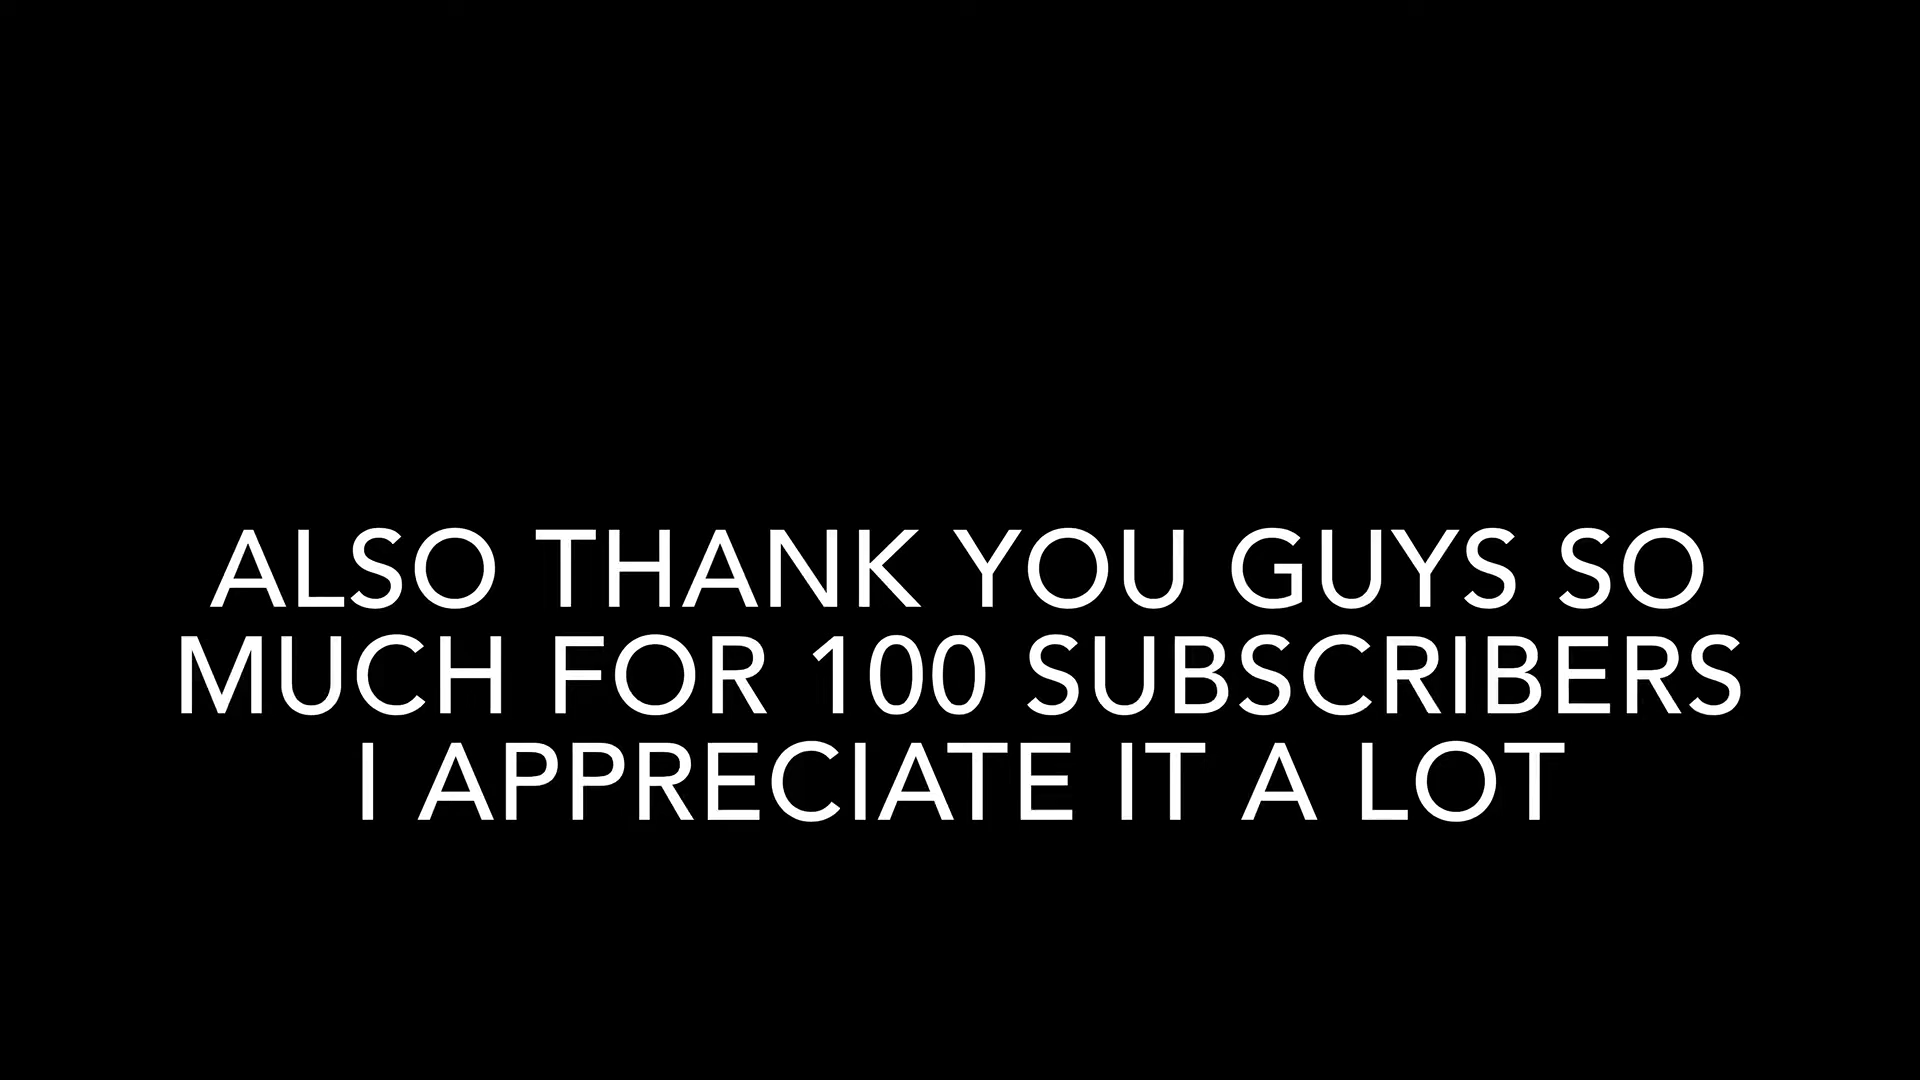 ALSO THANK YOU GUYS SO
MUCH FOR 100 SUBSCRIBERS
I APPRECIATE IT A LOT